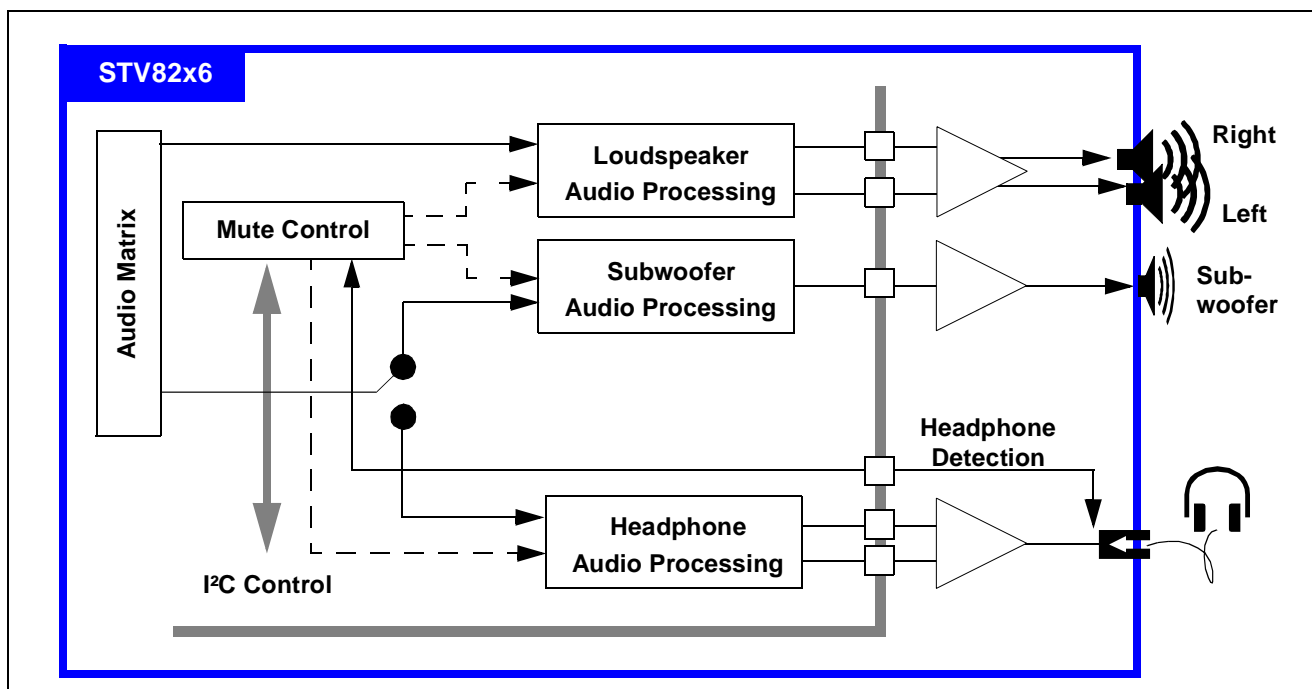 STV82x6
Audio Matrix
Mute Control
I²C Control
Loudspeaker
Audio Processing
Subwoofer
Audio Processing
Headphone
Audio Processing
Headphone
Detection
Right
Left
Sub-
woofer